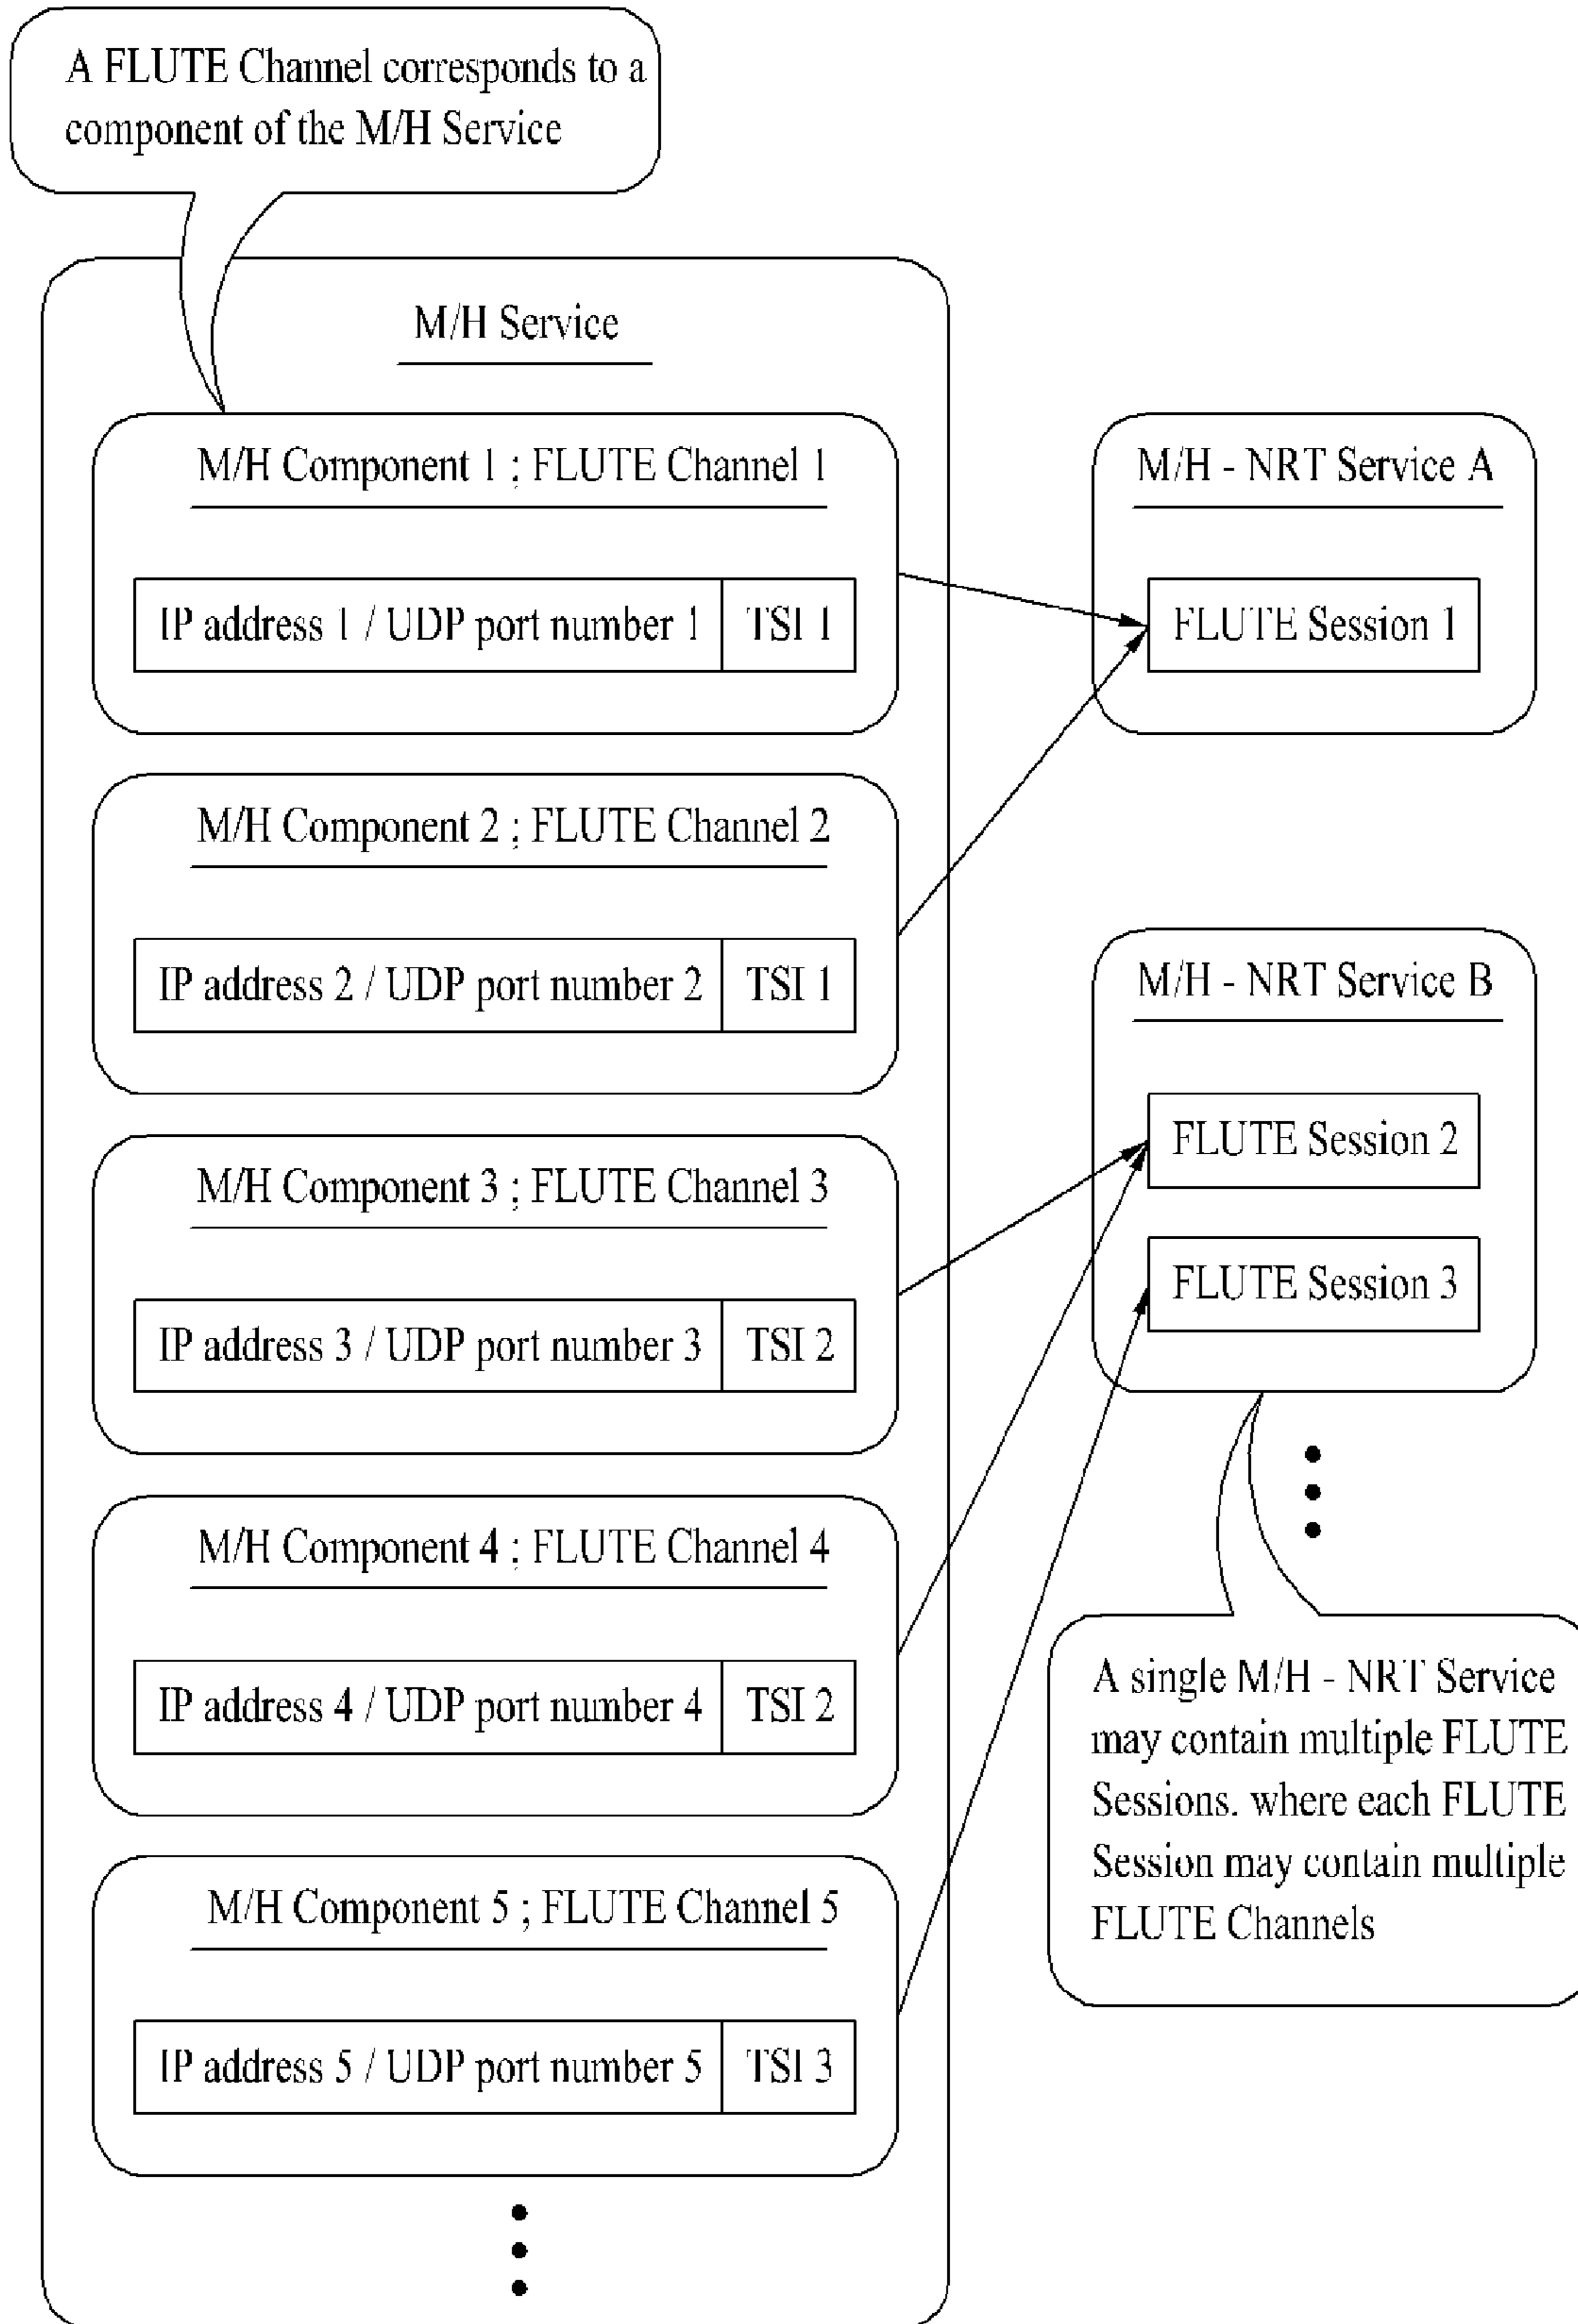 A FLUTE Channel corresponds to a
component of the M/H Service
M/H Service
M/H Component 1 ; FLUTE Channel 1
IP address 1 / UDP port number 1
TSI 1
M/H Component 2 ; FLUTE Channel 2
IP address 2 / UDP port number 2
TSI 1
M/H Component 3 ; FLUTE Channel 3
IP address 3 / UDP port number 3
TSI 2
M/H Component 4 ; FLUTE Channel 4
IP address 4 / UDP port number 4
TSI 2
M/H Component 5 ; FLUTE Channel 5
IP address 5 / UDP port number 5
TSI 3
M/H - NRT Service A
FLUTE Session 1
M/H - NRT Service B
FLUTE Session 2
FLUTE Session 3
A single M/H - NRT Service
may contain multiple FLUTE
Sessions. where each FLUTE
Session may contain multiple
FLUTE Channels